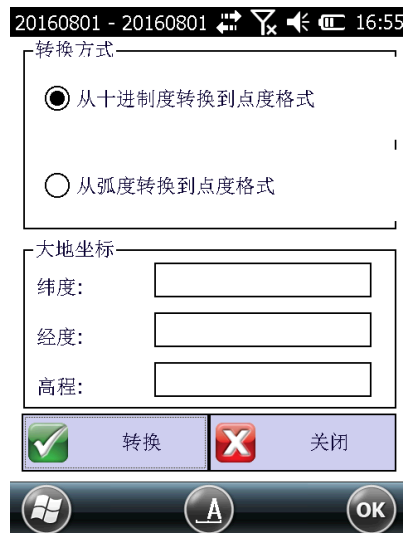 20160801 - 20160801 16:55
转换方式
从十进制度转换到点度格式
从弧度转换到点度格式
大地坐标
纬度:
经度:
高程:
转换 关闭
A OK